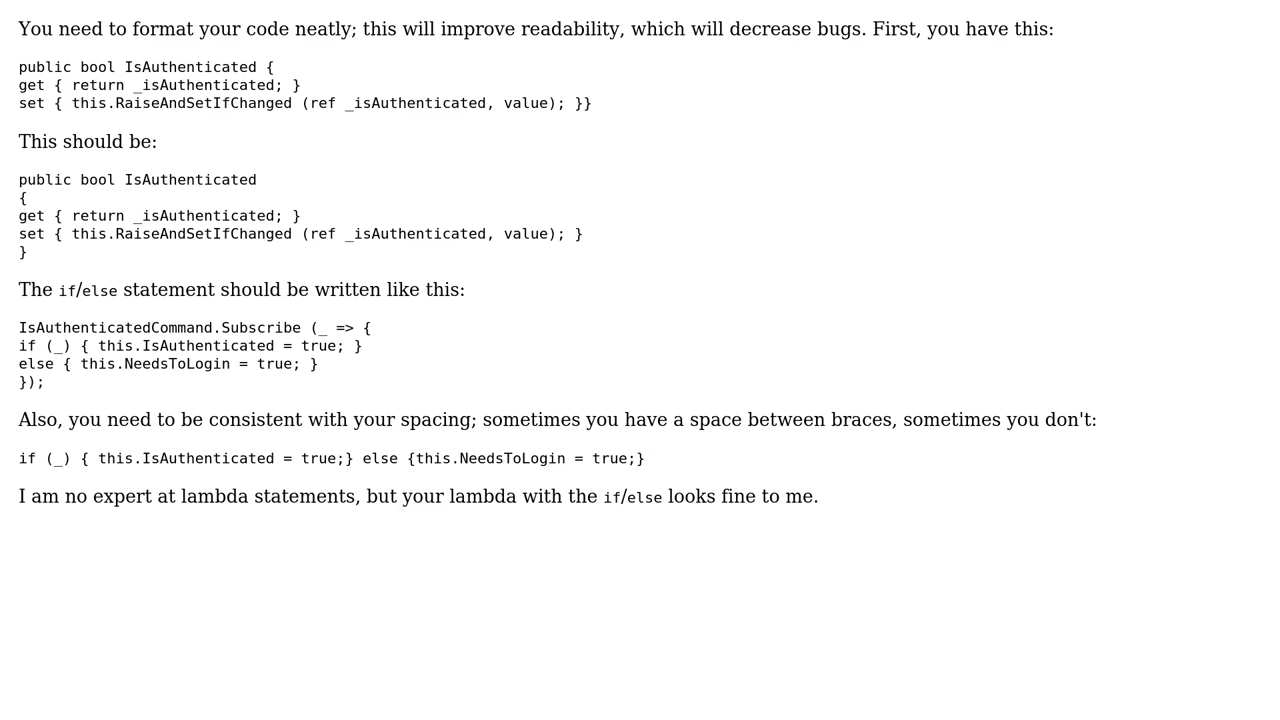 You need to format your code neatly; this will improve readability, which will decrease bugs. First, you have this:
public bool IsAuthenticated {
get { return _isAuthenticated; }
set { this.RaiseAndSetIfChanged (ref _isAuthenticated, value); }}
This should be:
public bool IsAuthenticated
{
get { return _isAuthenticated; }
set { this.RaiseAndSetIfChanged (ref _isAuthenticated, value); }
}
The if/else statement should be written like this:
IsAuthenticatedCommand.Subscribe (_ => {
if (_) { this.IsAuthenticated = true; }
else { this.NeedsToLogin = true; }
});
Also, you need to be consistent with your spacing; sometimes you have a space between braces, sometimes you don't:
if (_) { this.IsAuthenticated = true;} else {this.NeedsToLogin = true;}
I am no expert at lambda statements, but your lambda with the if/else looks fine to me.